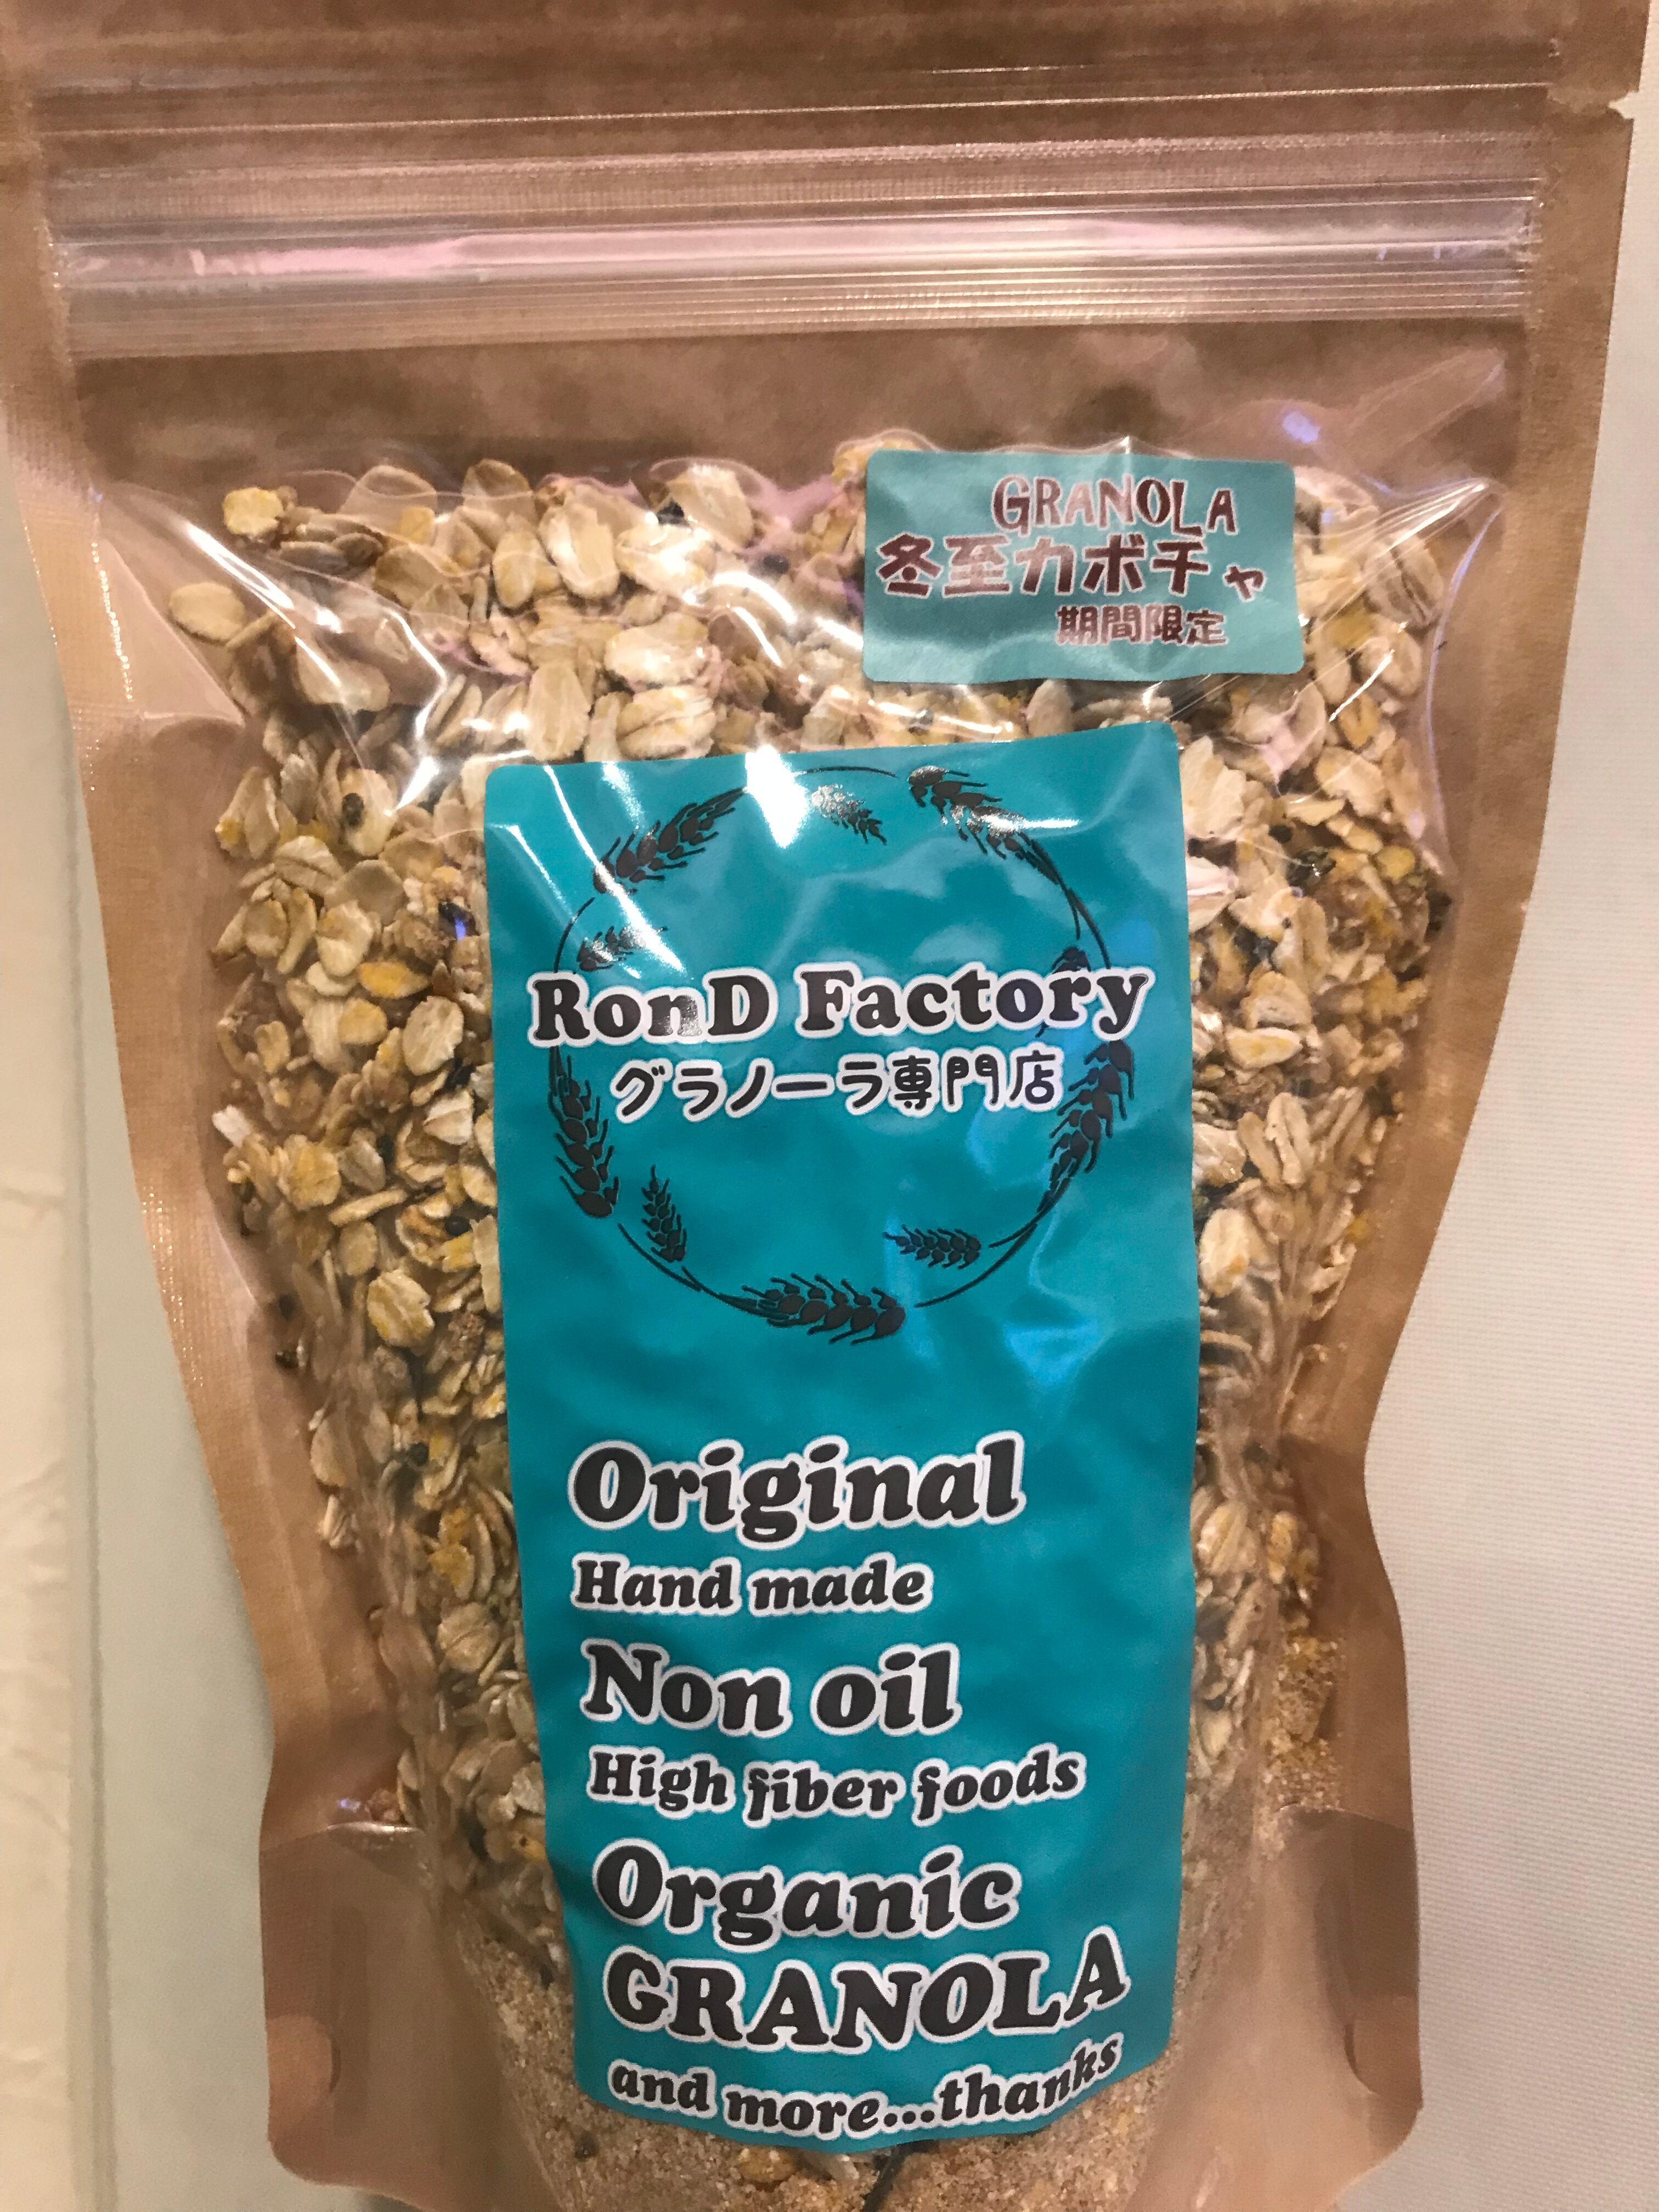 GRANOLA
冬至カボチャ
期間限定
RonD Factory
グラノーラ専門店
Original
Hand made
Non oil
High fiber foods
Organic
GRANOLA
and more...thanks